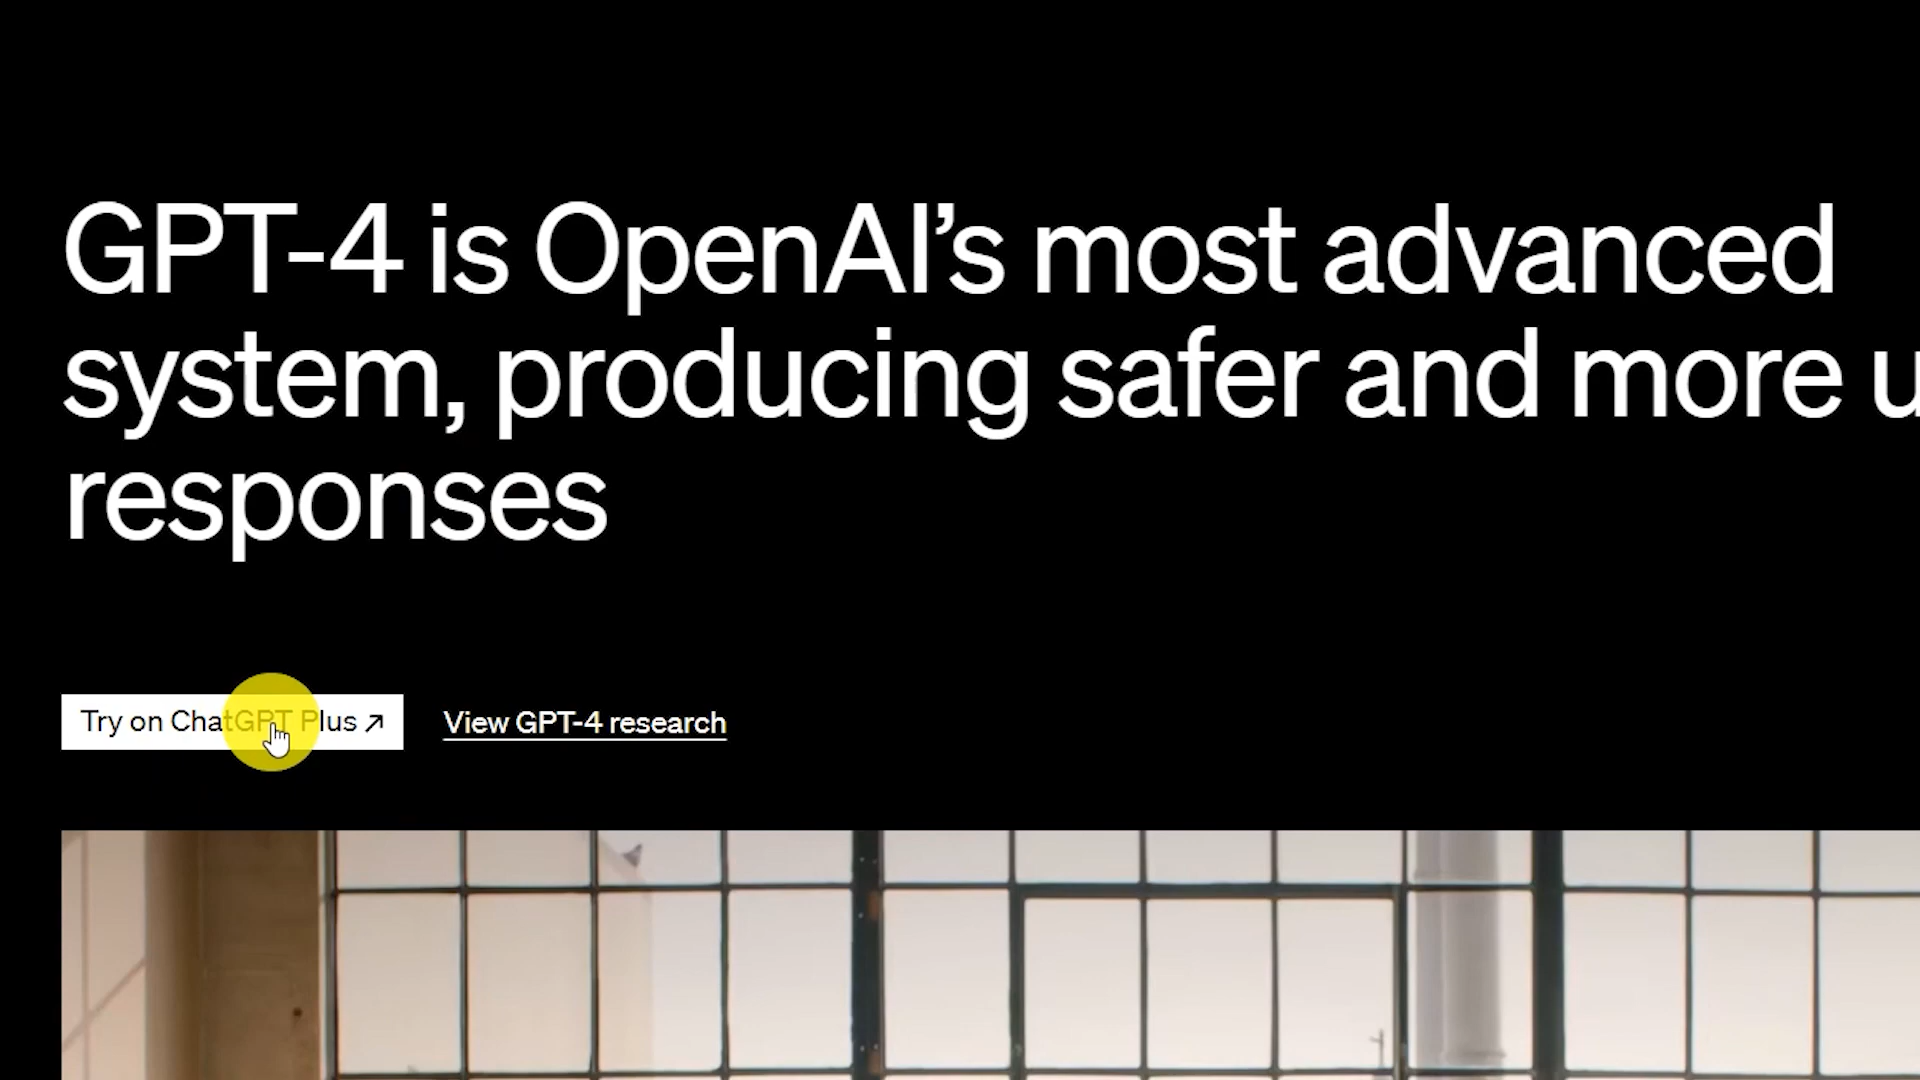 GPT-4 is OpenAI’s most advanced
system, producing safer and more
responses
Try on ChatGPT Plus ↗
View GPT-4 research